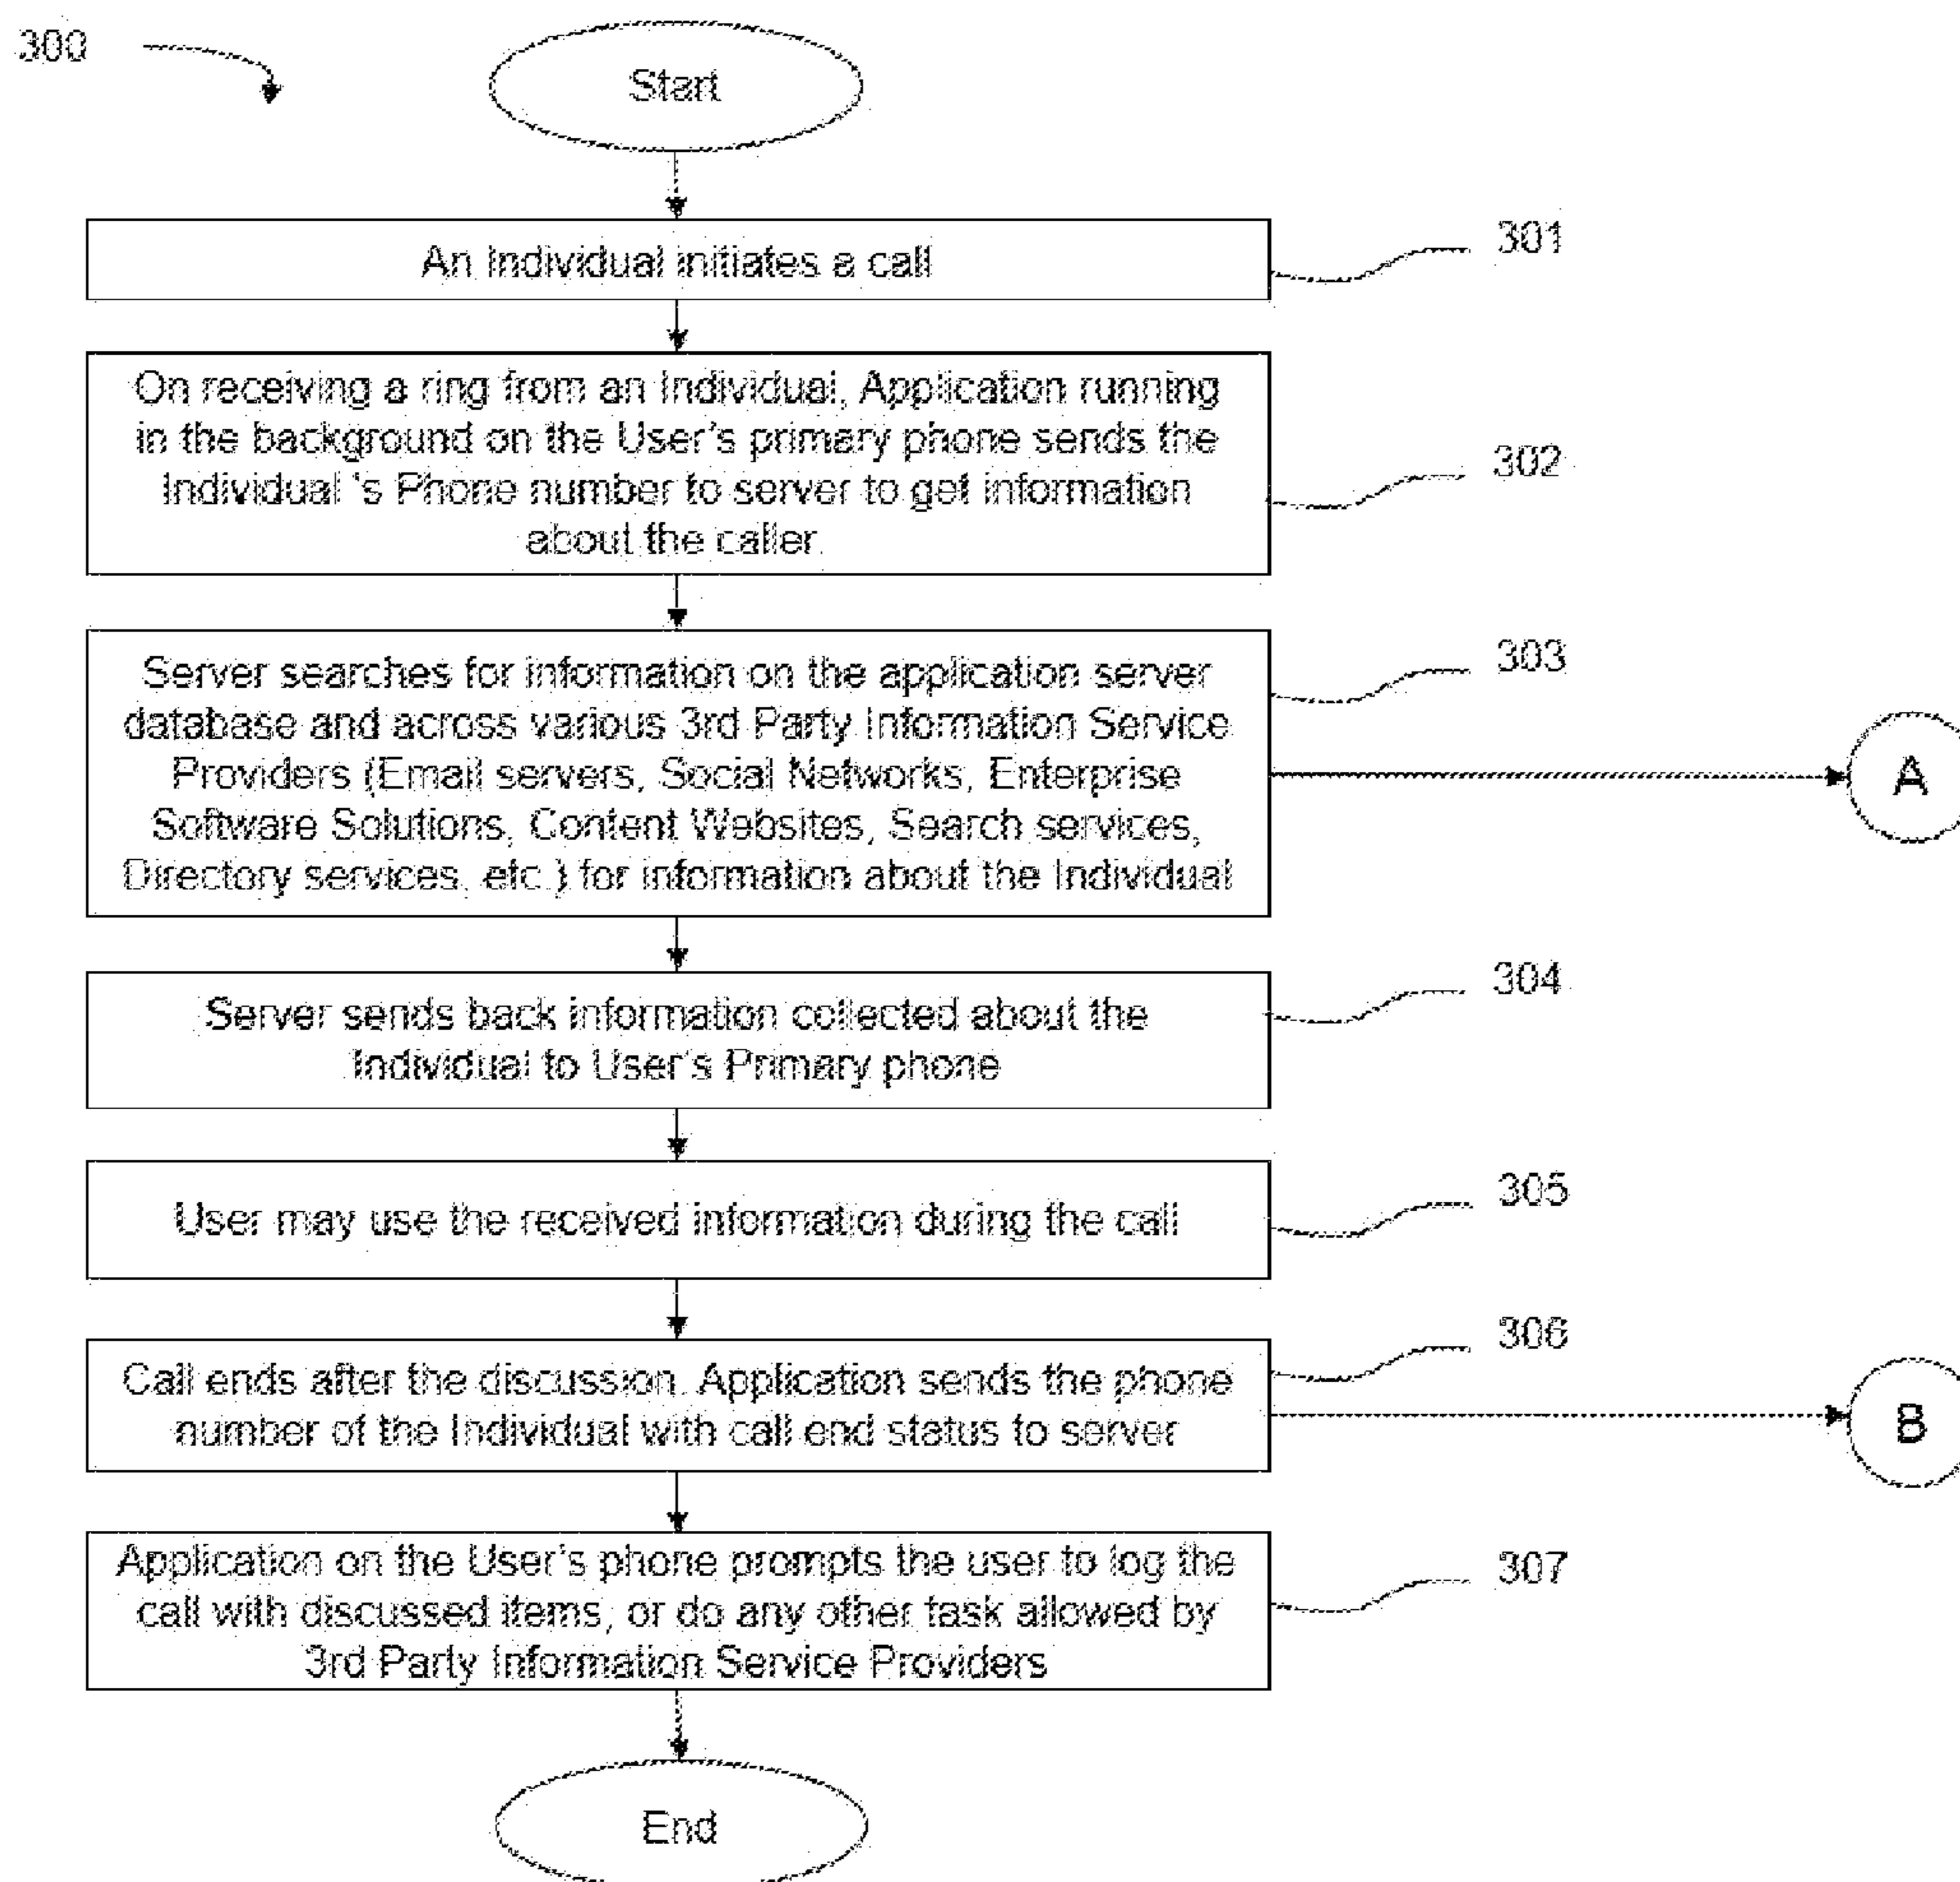 300
Start
An Individual initiates a call
301
On receiving a ring from an Individual, Application running
in the background on the User's primary phone sends the
Individual 's Phone number to server to get information
about the caller.
302
Server searches for information on the application server
database and across various 3rd Party Information Service
Providers (Email servers, Social Networks, Enterprise
Software Solutions, Content Websites, Search services,
Directory services, etc.) for information about the Individual
303
A
Server sends back information collected about the
Individual to User's Primary phone
304
User may use the received information during the call
305
Call ends after the discussion. Application sends the phone
number of the Individual with call end status to server
306
B
Application on the User's phone prompts the user to log the
call with discussed items, or do any other task allowed by
3rd Party Information Service Providers
307
End